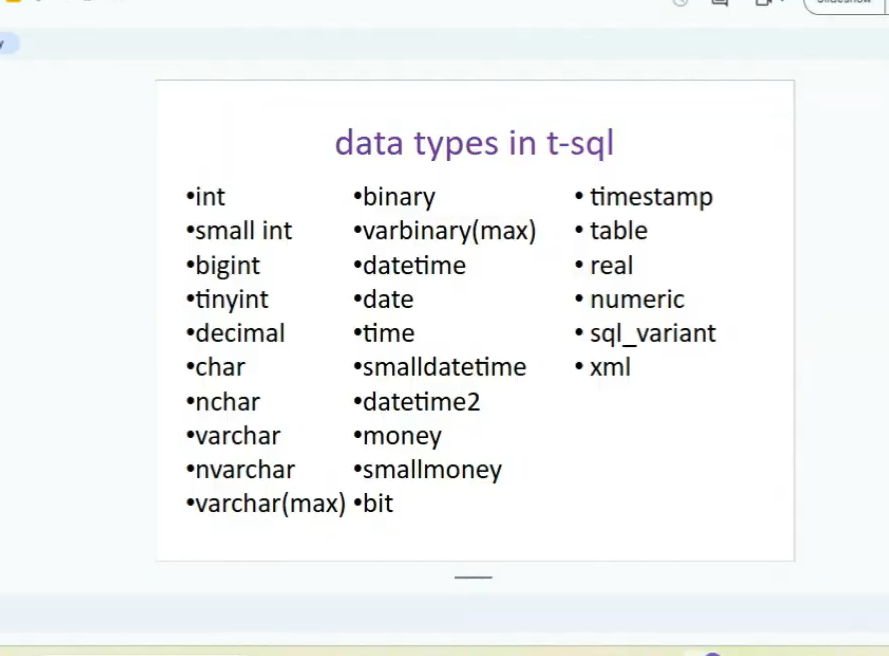 data types in t-sql
•int
•small int
•bigint
•tinyint
•decimal
•char
•nchar
•varchar
•nvarchar
•varchar(max)
•binary
•varbinary(max)
•datetime
•date
•time
•smalldatetime
•datetime2
•money
•smallmoney
•bit
• timestamp
• table
• real
• numeric
• sql_variant
• xml